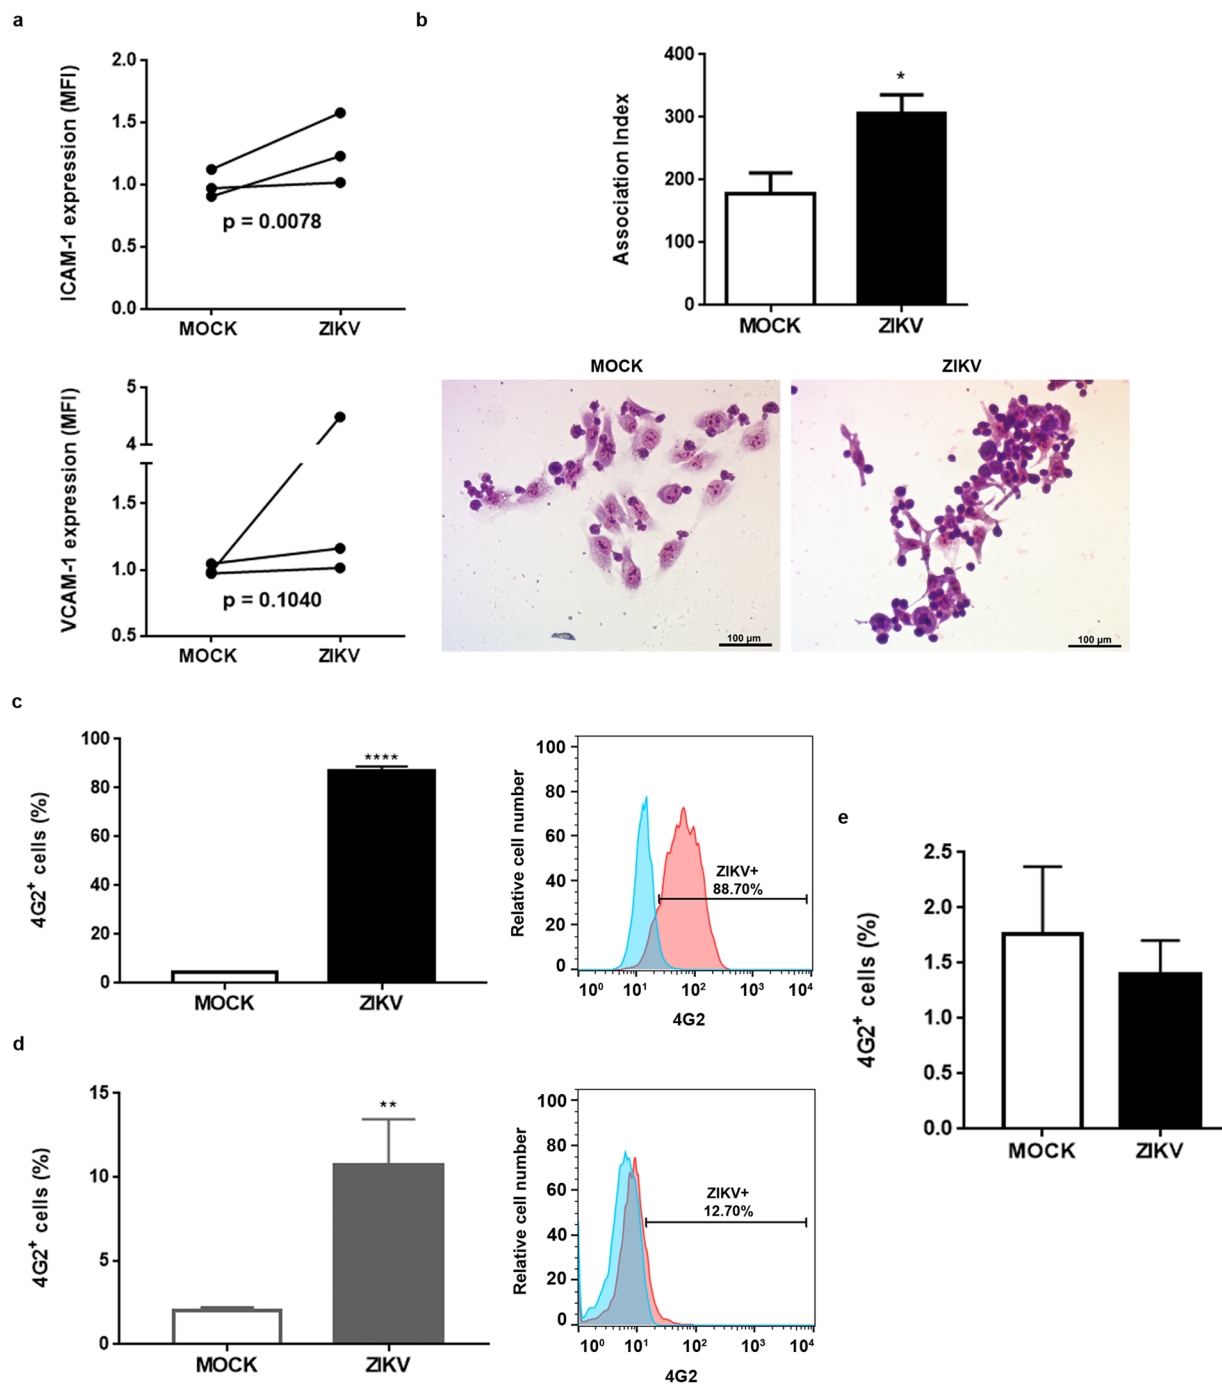 a
ICAM-1 expression (MFI)
2.0
1.5
1.0
0.5
0.0
p = 0.0078
MOCK ZIKV
VCAM-1 expression (MFI)
5
4
1.5
1.0
0.5
p = 0.1040
MOCK ZIKV
b
Association Index
400
300
200
100
0
*
MOCK ZIKV
MOCK
100 µm
ZIKV
100 µm
c
4G2+ cells (%)
100
80
60
40
20
0
****
MOCK ZIKV
Relative cell number
100
80
60
40
20
0
ZIKV+
88.70%
10⁰ 10¹ 10² 10³ 10⁴
4G2
d
4G2+ cells (%)
15
10
5
0
**
MOCK ZIKV
Relative cell number
100
80
60
40
20
0
ZIKV+
12.70%
10⁰ 10¹ 10² 10³ 10⁴
4G2
e
4G2+ cells (%)
2.5
2.0
1.5
1.0
0.5
0.0
MOCK ZIKV